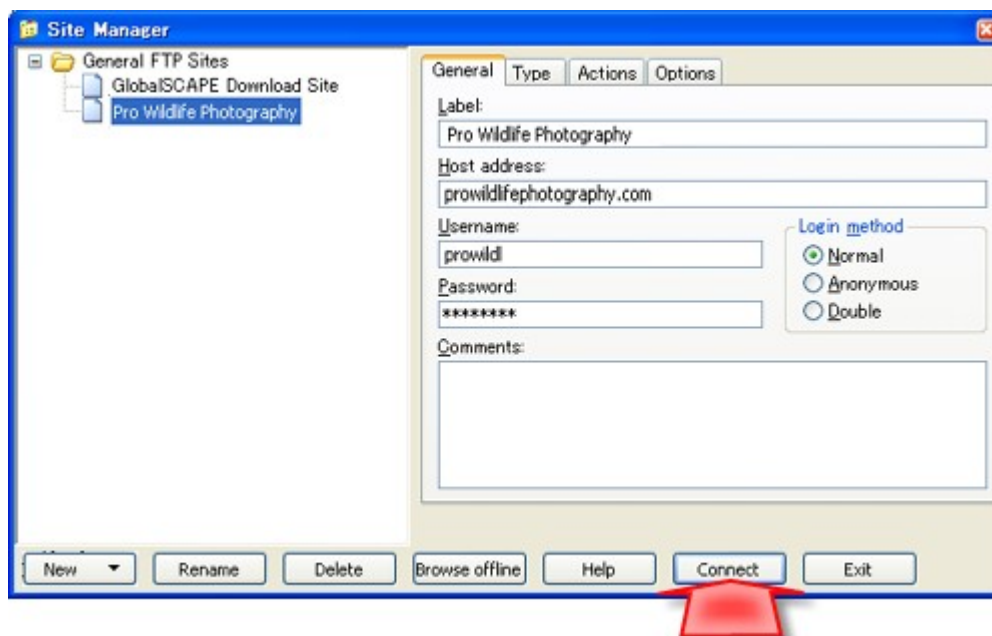 Site Manager
General FTP Sites
GlobalSCAPE Download Site
Pro Wildlife Photography
General Type Actions Options
Label:
Pro Wildlife Photography
Host address:
prowildlifephotography.com
Username:
prowildl
Login method
Normal
Anonymous
Double
Password:
********
Comments:
New Rename Delete Browse offline Help Connect Exit